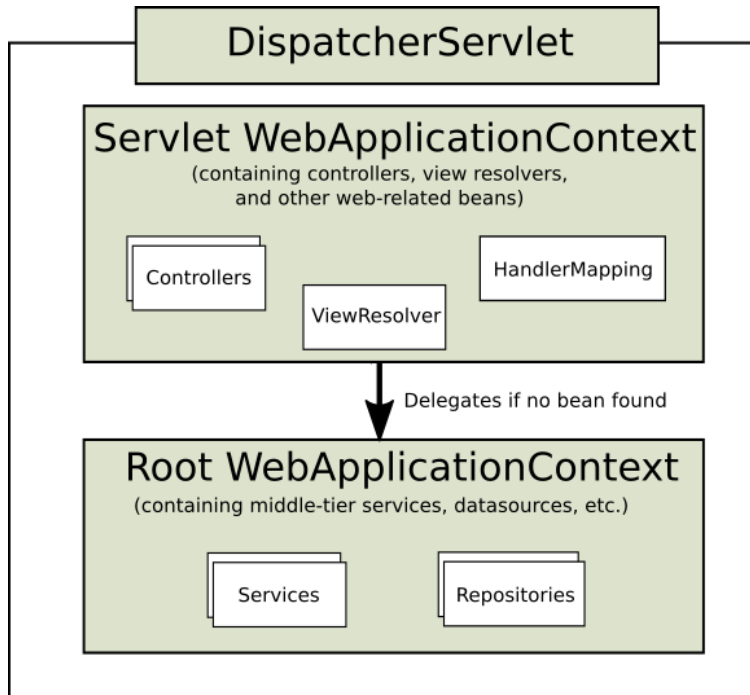 DispatcherServlet
Servlet WebApplicationContext
(containing controllers, view resolvers,
and other web-related beans)
Controllers
HandlerMapping
ViewResolver
Delegates if no bean found
Root WebApplicationContext
(containing middle-tier services, datasources, etc.)
Services
Repositories